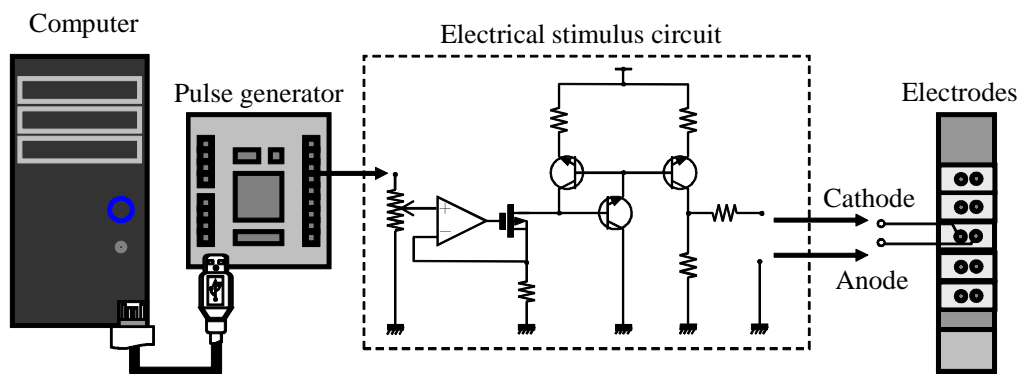 Computer
Pulse generator
Electrical stimulus circuit
Electrodes
+
−
Cathode
Anode